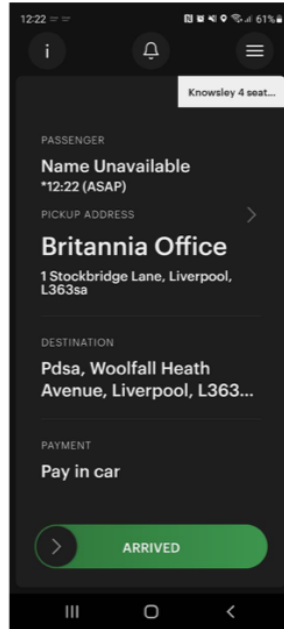 12:22
61%
i
Knowsley 4 seat...
PASSENGER
Name Unavailable
*12:22 (ASAP)
PICKUP ADDRESS
Britannia Office
1 Stockbridge Lane, Liverpool,
L363sa
DESTINATION
Pdsa, Woolfall Heath
Avenue, Liverpool, L363...
PAYMENT
Pay in car
ARRIVED